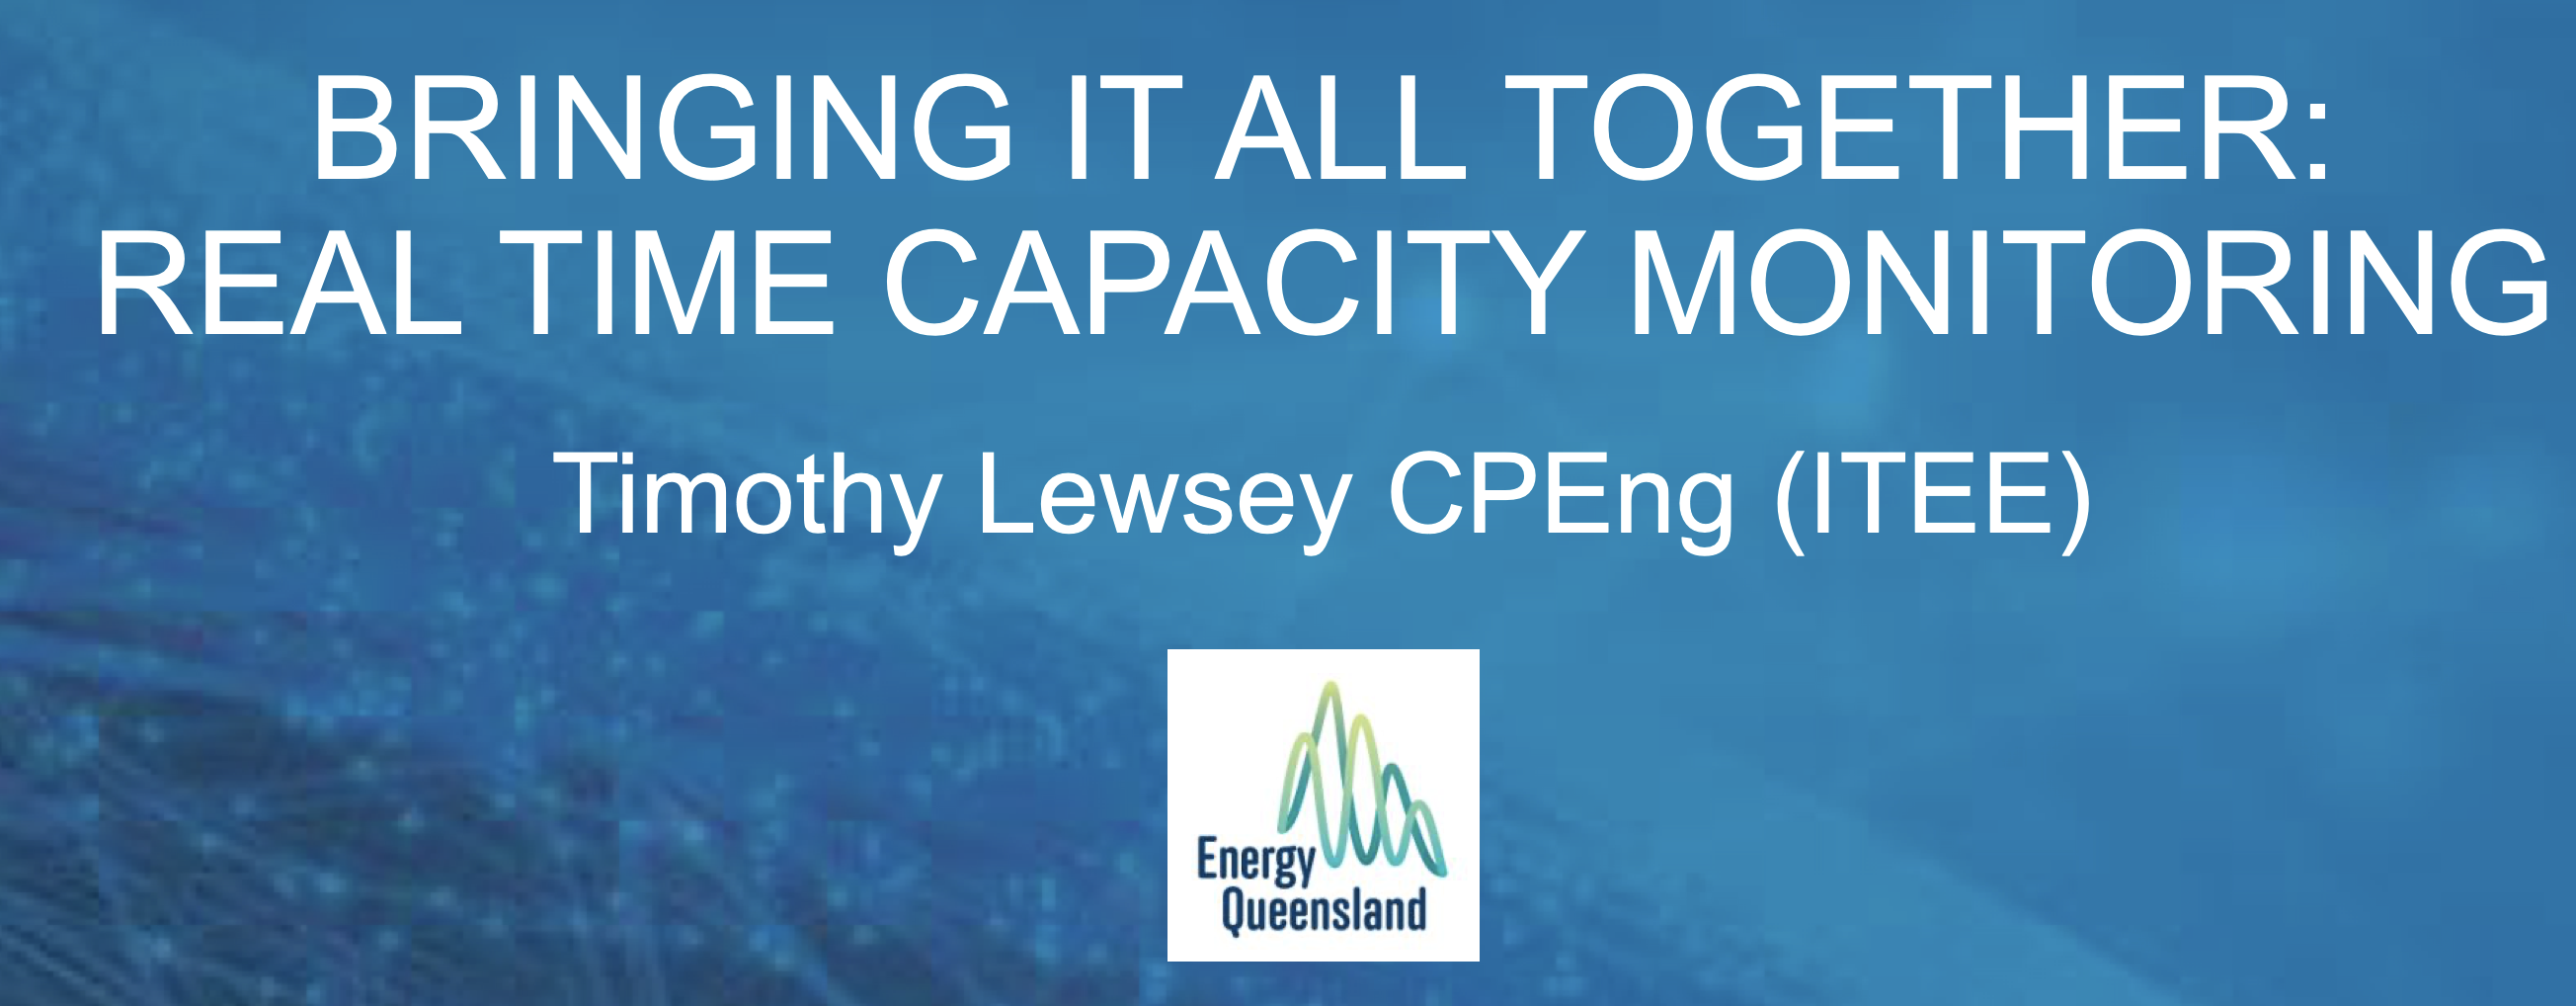 BRINGING IT ALL TOGETHER:
REAL TIME CAPACITY MONITORING
Timothy Lewsey CPEng (ITEE)
Energy
Queensland